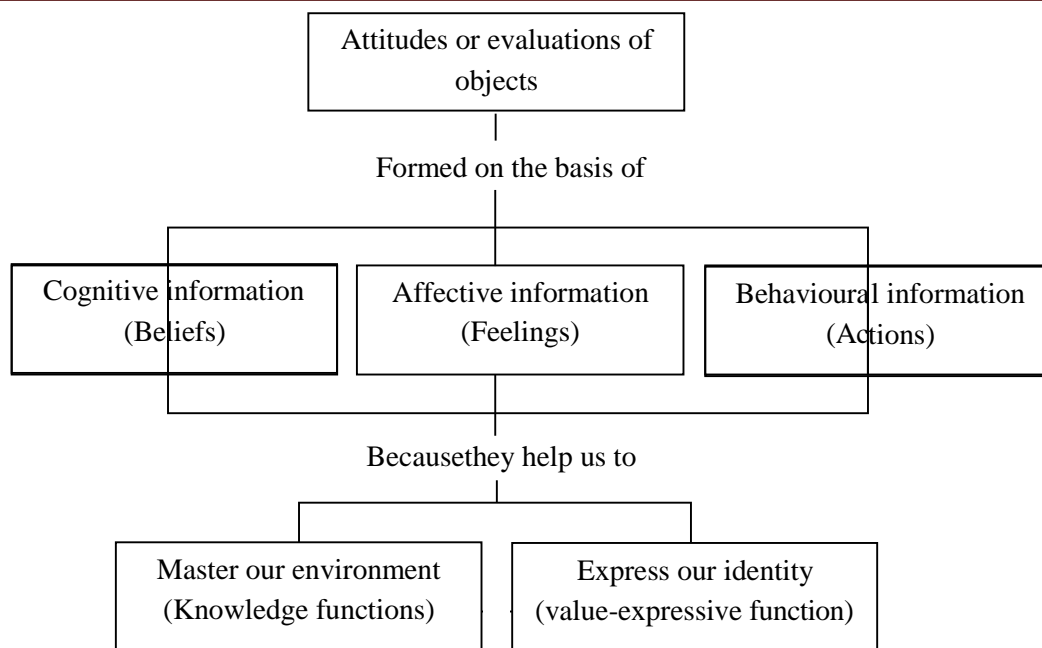 Attitudes or evaluations of
objects
Formed on the basis of
Cognitive information
(Beliefs)
Affective information
(Feelings)
Behavioural information
(Actions)
Becausethey help us to
Master our environment
(Knowledge functions)
Express our identity
(value-expressive function)